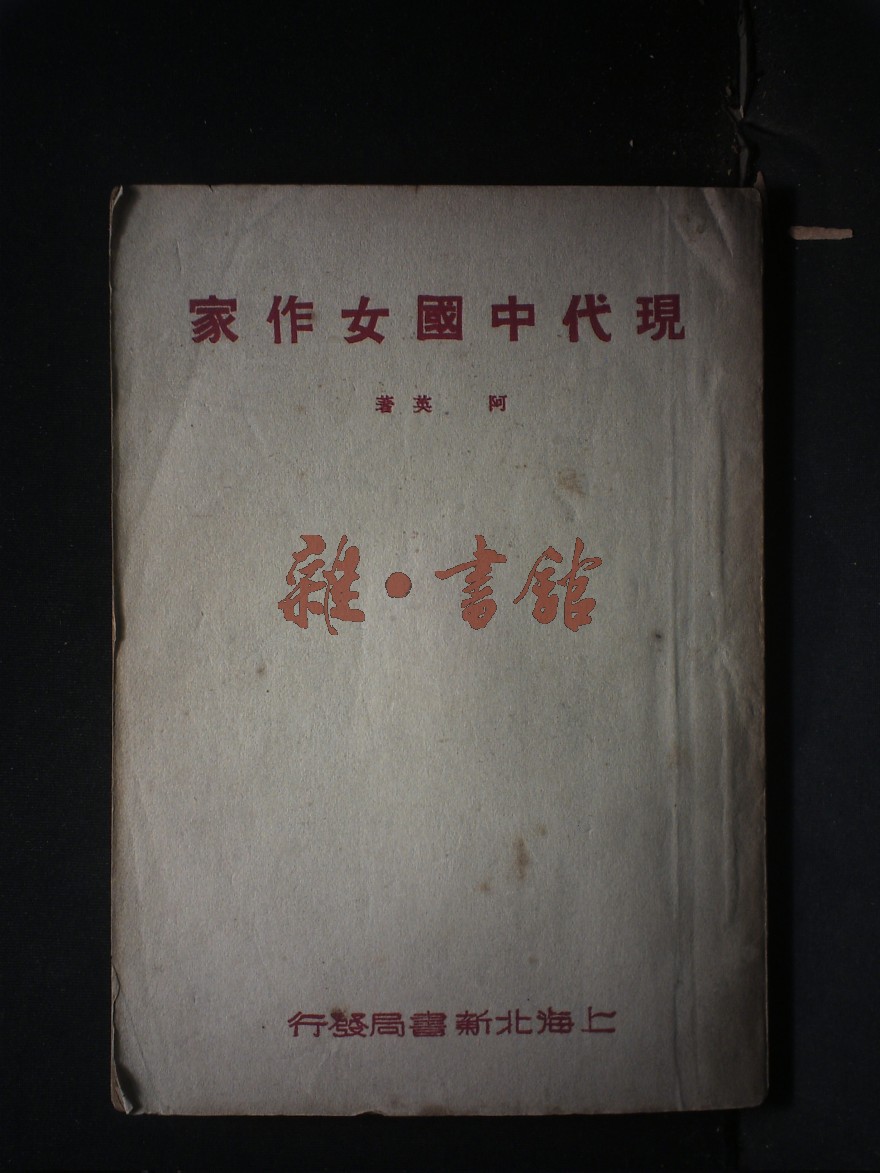 現代中國女作家
阿英著
雜·書館
上海北新書局發行